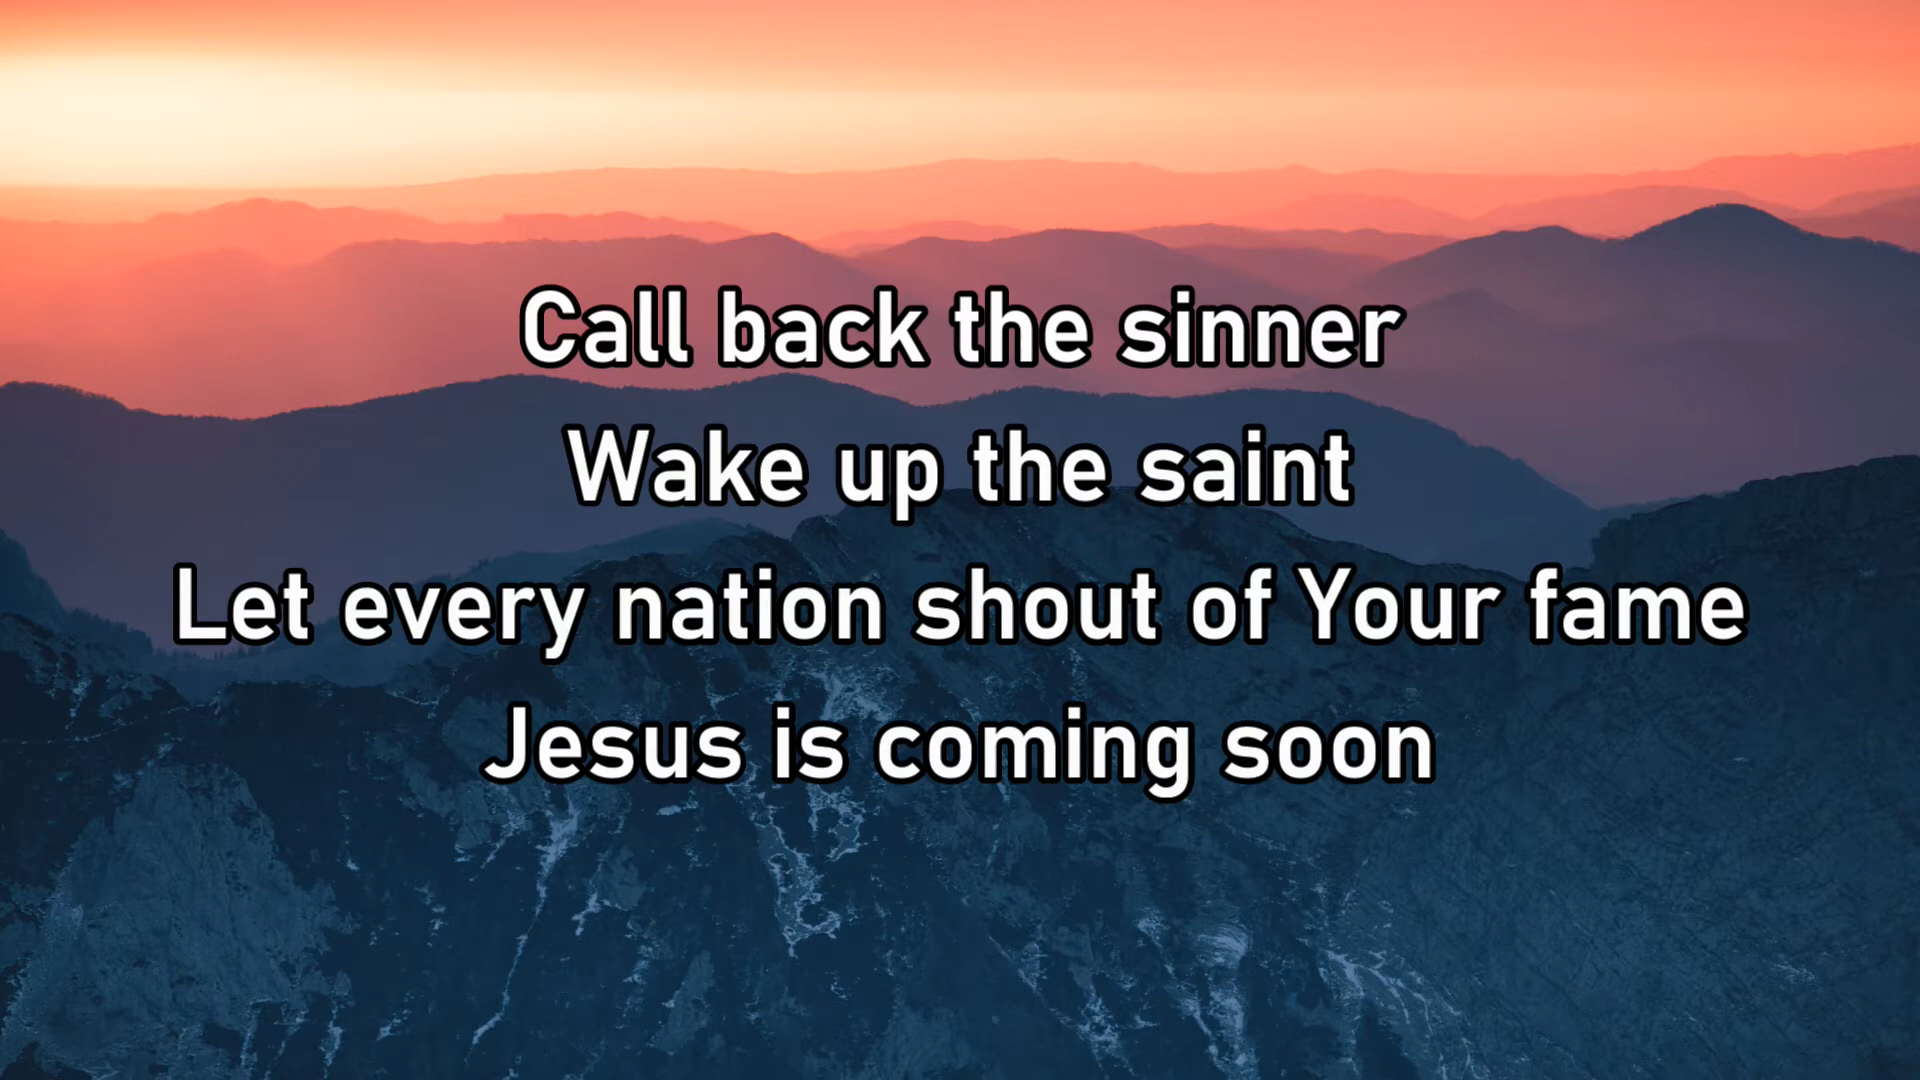 Call back the sinner
Wake up the saint
Let every nation shout of Your fame
Jesus is coming soon